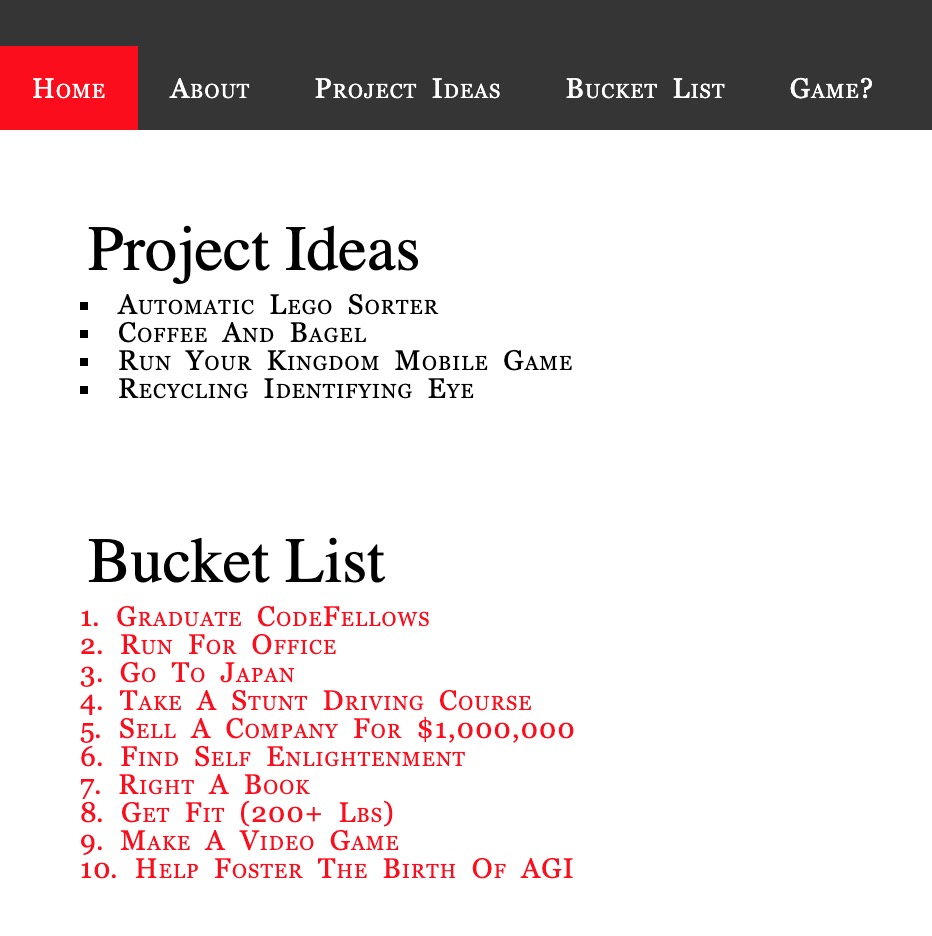 Home About Project Ideas Bucket List Game?
Project Ideas
▪ Automatic Lego Sorter
▪ Coffee And Bagel
▪ Run Your Kingdom Mobile Game
▪ Recycling Identifying Eye
Bucket List
1. Graduate CodeFellows
2. Run For Office
3. Go To Japan
4. Take A Stunt Driving Course
5. Sell A Company For $1,000,000
6. Find Self Enlightenment
7. Right A Book
8. Get Fit (200+ Lbs)
9. Make A Video Game
10. Help Foster The Birth Of AGI